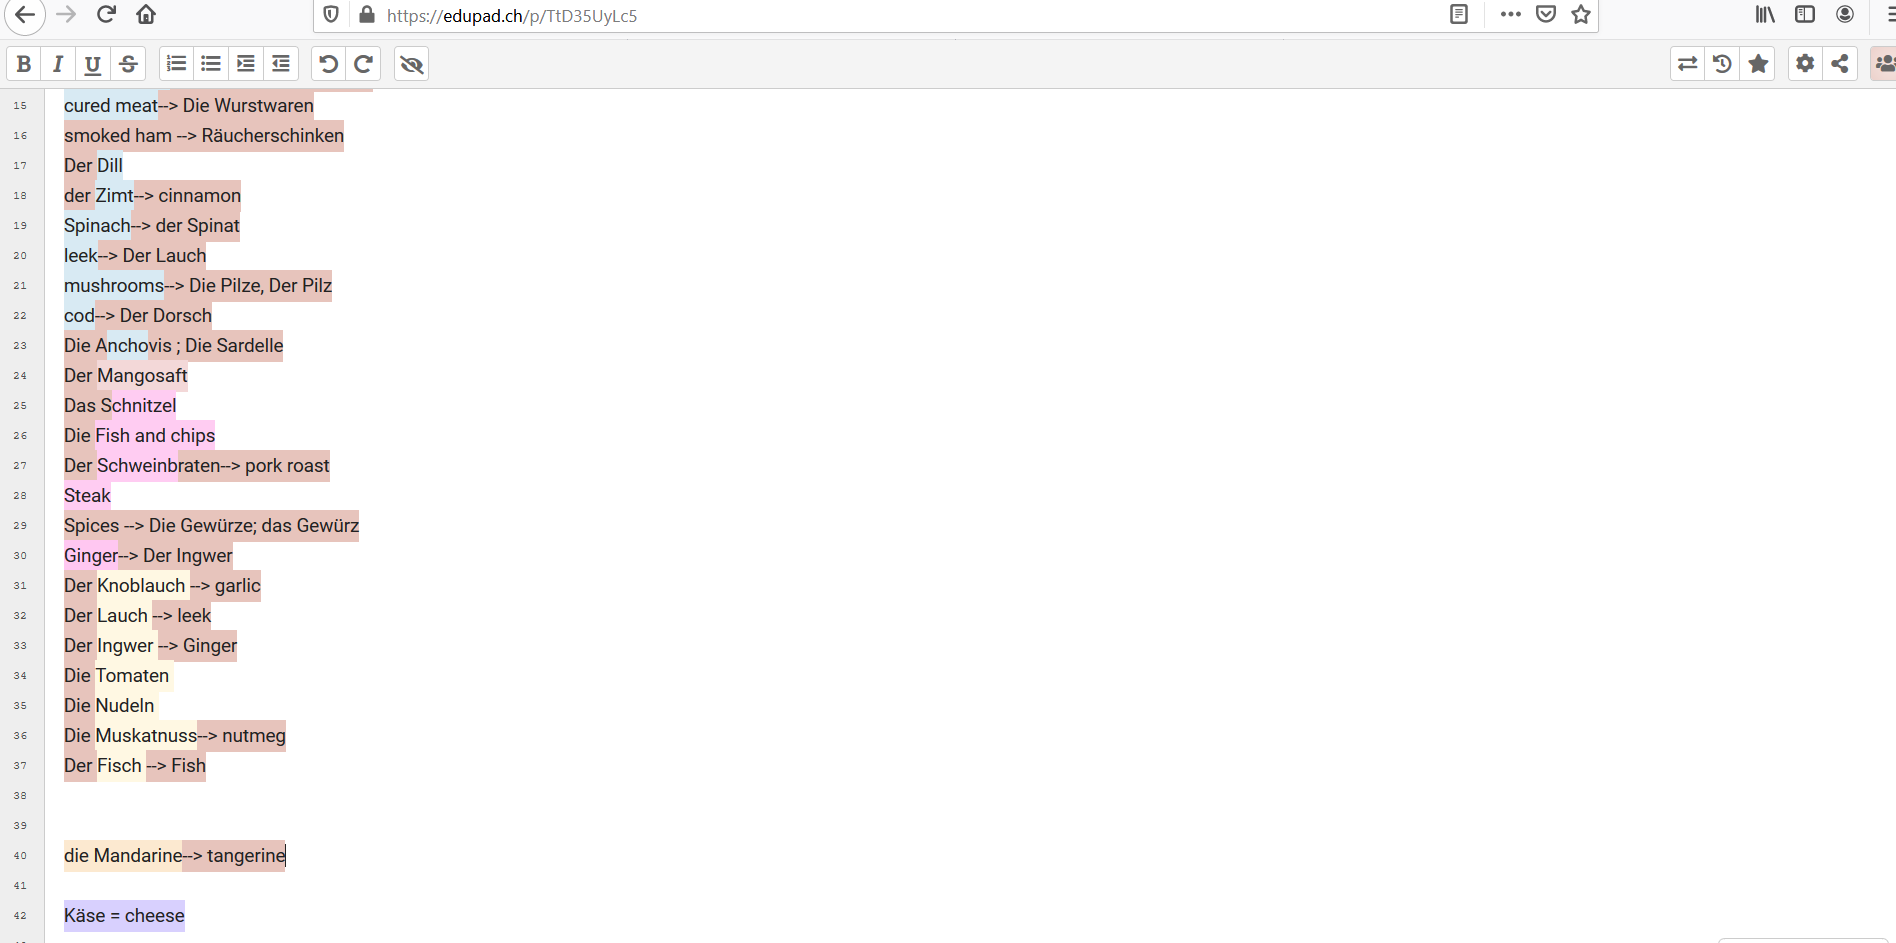 https://edupad.ch/p/TtD35UyLc5
B I U S
15 cured meat--> Die Wurstwaren
16 smoked ham --> Räucherschinken
17 Der Dill
18 der Zimt--> cinnamon
19 Spinach--> der Spinat
20 leek--> Der Lauch
21 mushrooms--> Die Pilze, Der Pilz
22 cod--> Der Dorsch
23 Die Anchovis ; Die Sardelle
24 Der Mangosaft
25 Das Schnitzel
26 Die Fish and chips
27 Der Schweinbraten--> pork roast
28 Steak
29 Spices --> Die Gewürze; das Gewürz
30 Ginger--> Der Ingwer
31 Der Knoblauch --> garlic
32 Der Lauch --> leek
33 Der Ingwer --> Ginger
34 Die Tomaten
35 Die Nudeln
36 Die Muskatnuss--> nutmeg
37 Der Fisch --> Fish
38
39
40 die Mandarine--> tangerine
41
42 Käse = cheese